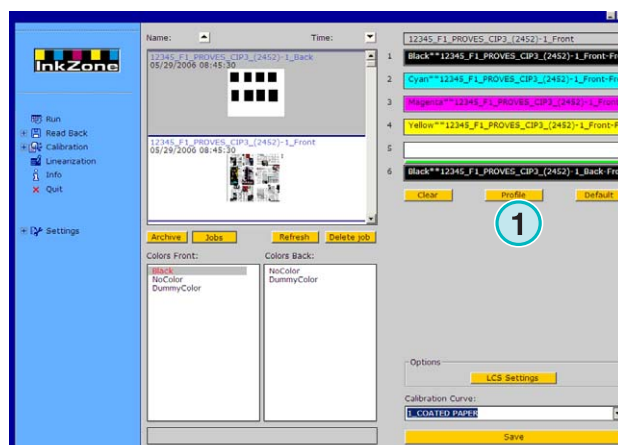 InkZone
Run
Read Back
Calibration
Linearization
Info
Quit
Settings
Name:
Time:
12345_F1_PROVES_CIP3_(2452)-1_Back
05/29/2006 08:45:30
12345_F1_PROVES_CIP3_(2452)-1_Front
05/29/2006 08:45:30
Archive
Jobs
Refresh
Delete job
Colors Front:
Black
NoColor
DummyColor
Colors Back:
NoColor
DummyColor
12345_F1_PROVES_CIP3_(2452)-1_Front
1 Black**12345_F1_PROVES_CIP3_(2452)-1_Front-Fro
2 Cyan**12345_F1_PROVES_CIP3_(2452)-1_Front-Fro
3 Magenta**12345_F1_PROVES_CIP3_(2452)-1_Front
4 Yellow**12345_F1_PROVES_CIP3_(2452)-1_Front-F
5
6 Black**12345_F1_PROVES_CIP3_(2452)-1_Back-Fro
Clear
Profile
Default
1
Options
LCS Settings
Calibration Curve:
1_COATED PAPER
Save